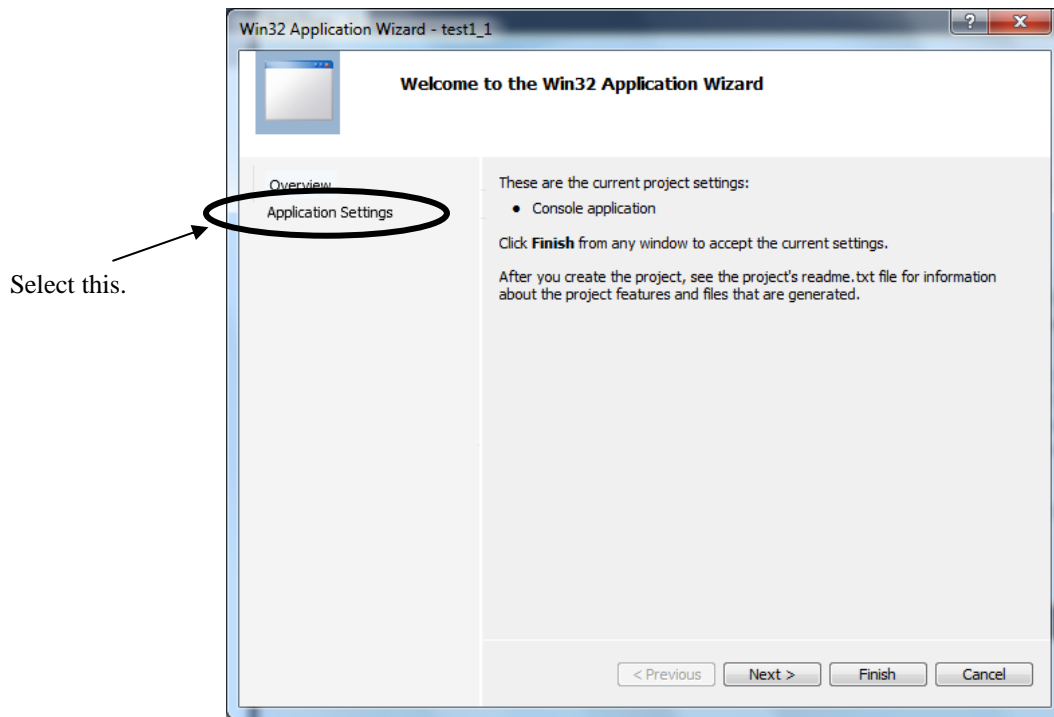 Win32 Application Wizard - test1_1
Welcome to the Win32 Application Wizard
Overview
Application Settings
These are the current project settings:
• Console application
Click Finish from any window to accept the current settings.
After you create the project, see the project's readme.txt file for information
about the project features and files that are generated.
Select this.
< Previous
Next >
Finish
Cancel